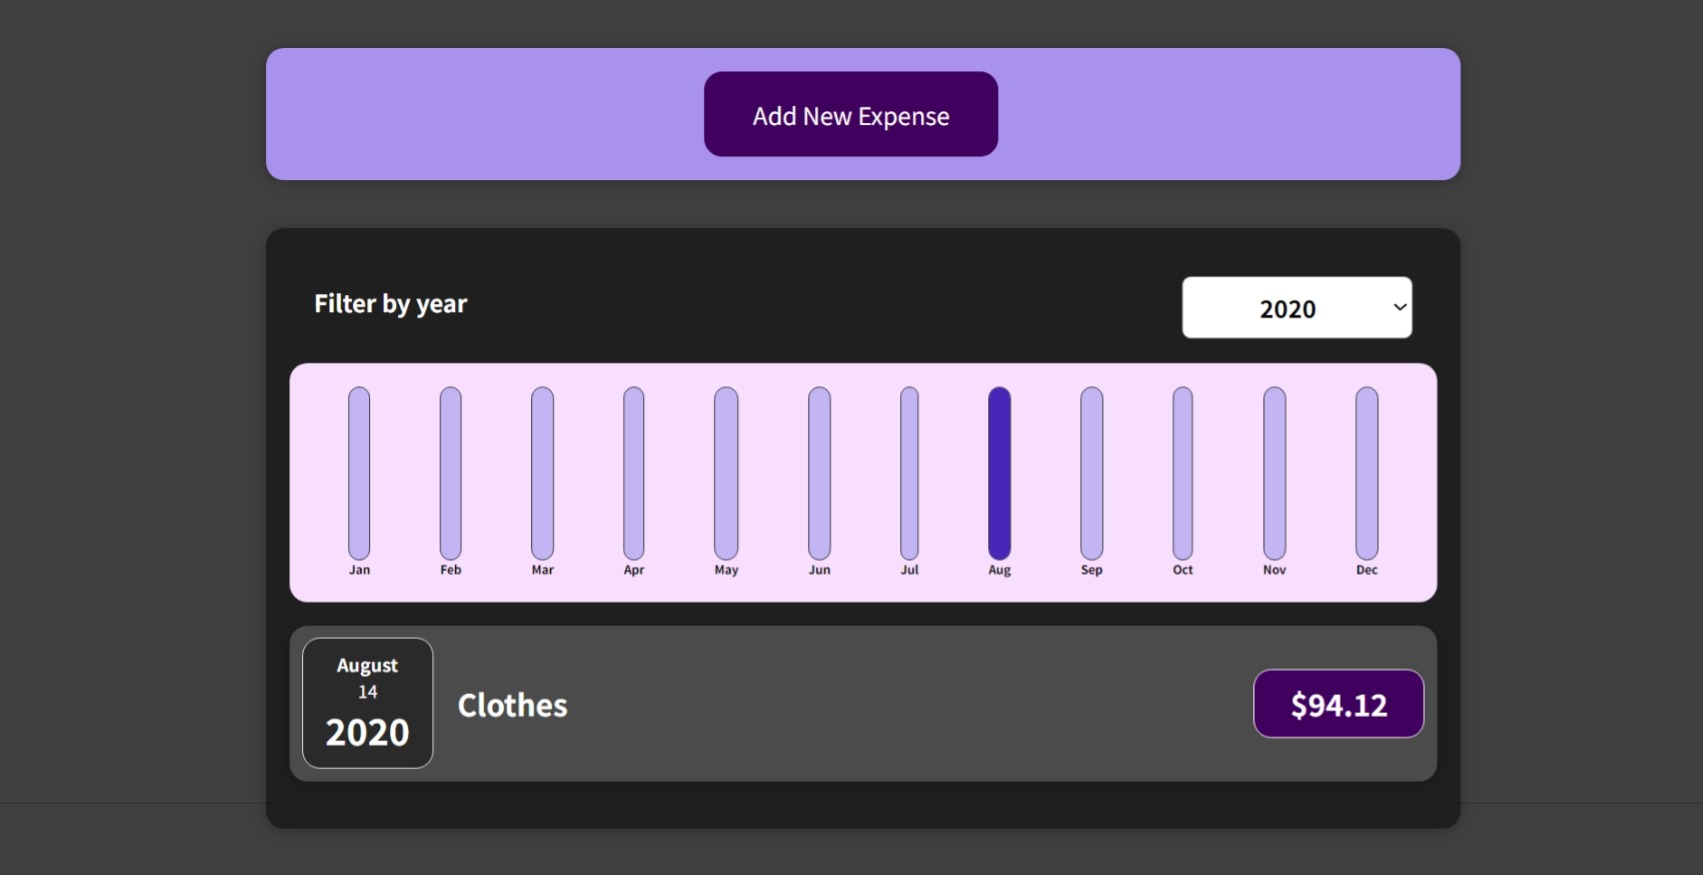 Add New Expense
Filter by year
2020
Jan Feb Mar Apr May Jun Jul Aug Sep Oct Nov Dec
August
14
2020
Clothes
$94.12